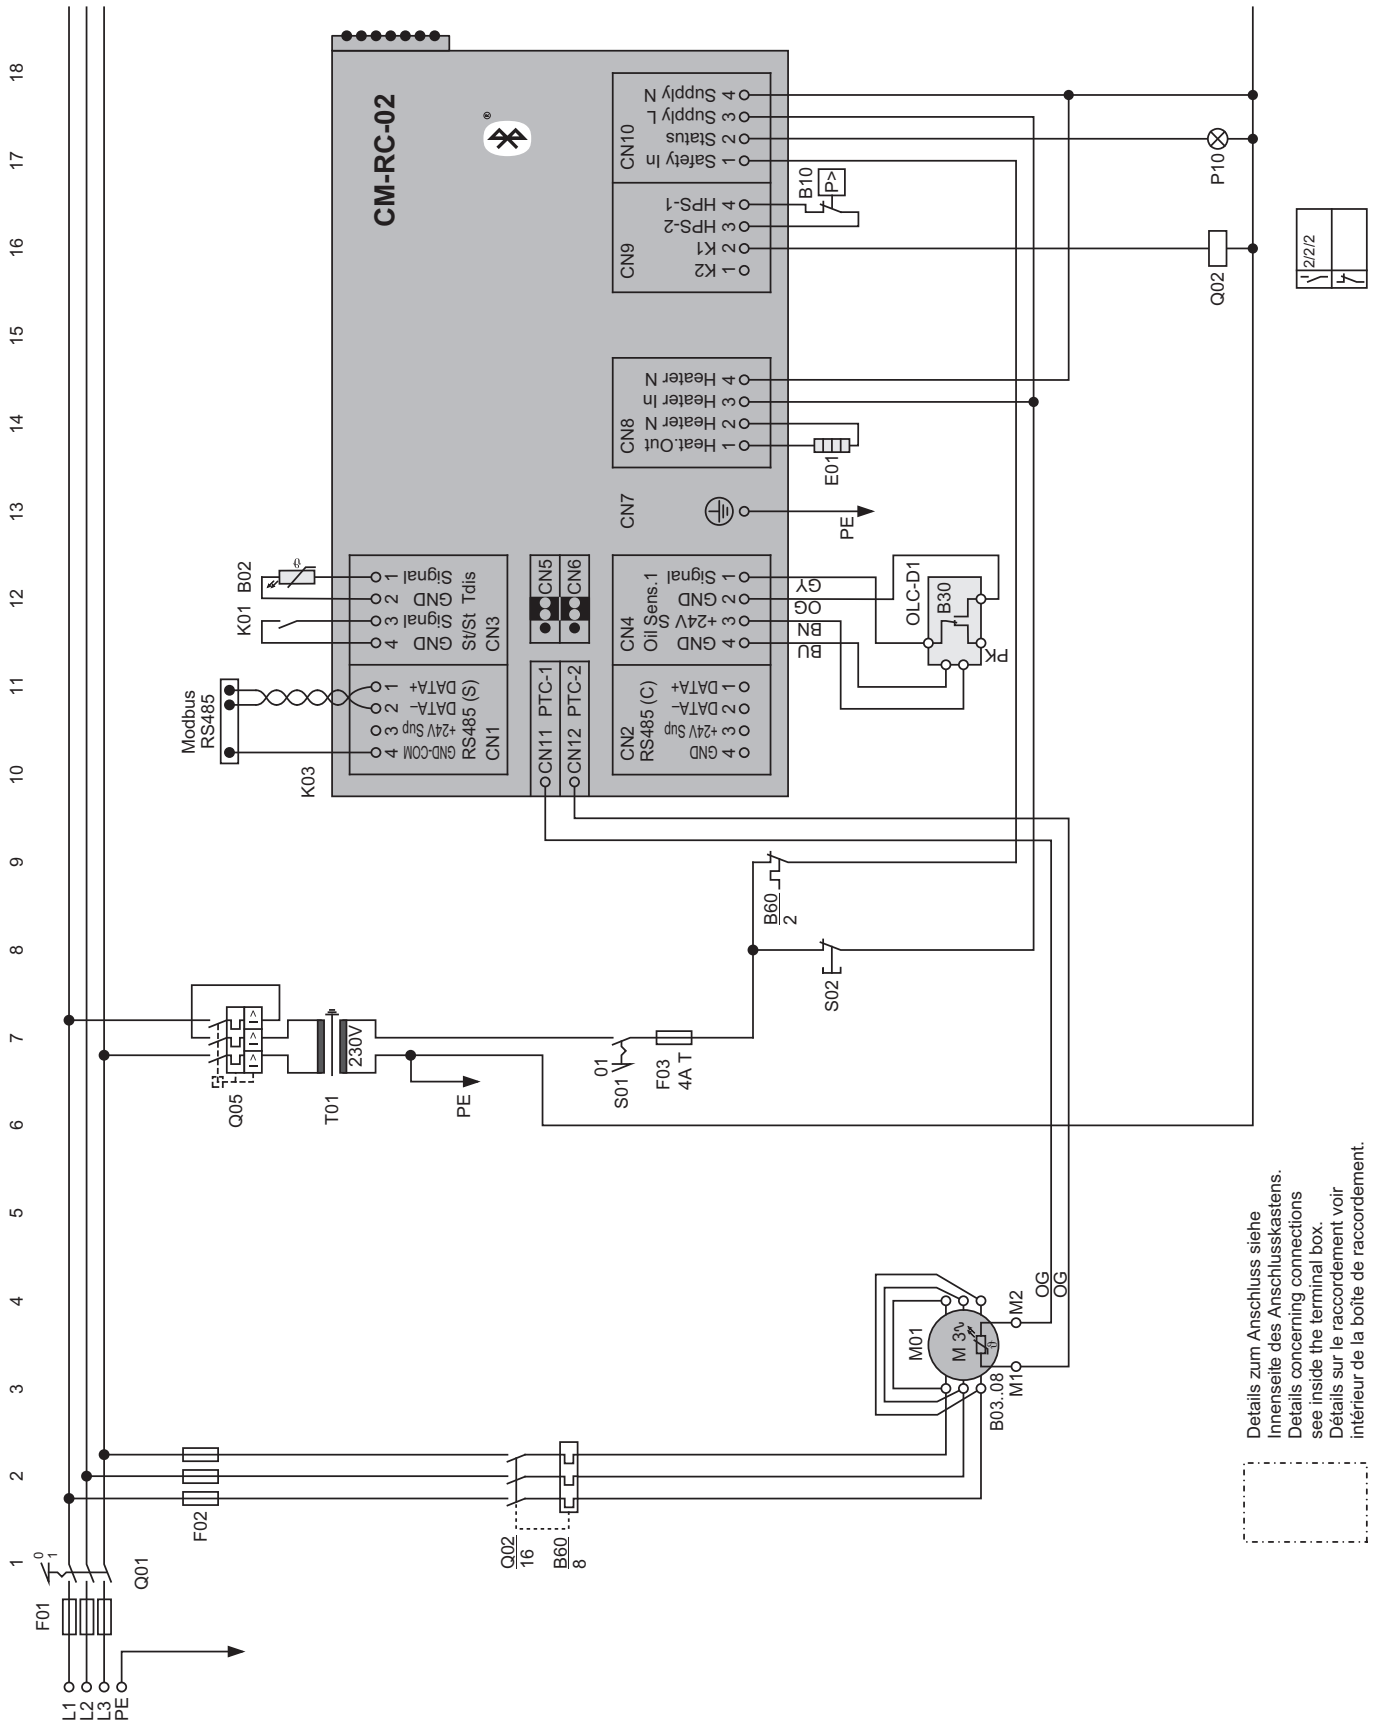 1
2
3
4
5
6
7
8
9
10
11
12
13
14
15
16
17
18
L1
L2
L3
PE
F01
0
1
Q01
F02
Q02
16
B60
8
M01
M 3~
B03..08
M1
M2
OG
OG
Q05
I>
I>
I>
T01
230V
PE
S01
01
F03
4A T
S02
B60
2
Modbus
RS485
K03
K01
B02
CM-RC-02
®
4 GND-COM
3 +24V Sup
2 DATA–
1 DATA+
RS485 (S)
CN1
4 GND
3 Signal
2 GND
1 Signal
St/St
Tdis
CN3
CN11 PTC-1
CN12 PTC-2
CN5
CN6
CN2
RS485 (C)
4 GND
3 +24V Sup
2 DATA–
1 DATA+
CN4
Oil Sens.1
4 GND
3 +24V S
2 GND
1 Signal
BU
BN
OG
GY
OLC-D1
B30
PK
CN7
PE
CN8
1 Heat.Out
2 Heater N
3 Heater In
4 Heater N
E01
CN9
1 K2
2 K1
3 HPS-2
4 HPS-1
B10
P>
CN10
1 Safety In
2 Status
3 Supply L
4 Supply N
Q02
P10
2/2/2
Details zum Anschluss siehe
Innenseite des Anschlusskastens.
Details concerning connections
see inside the terminal box.
Détails sur le raccordement voir
intérieur de la boîte de raccordement.